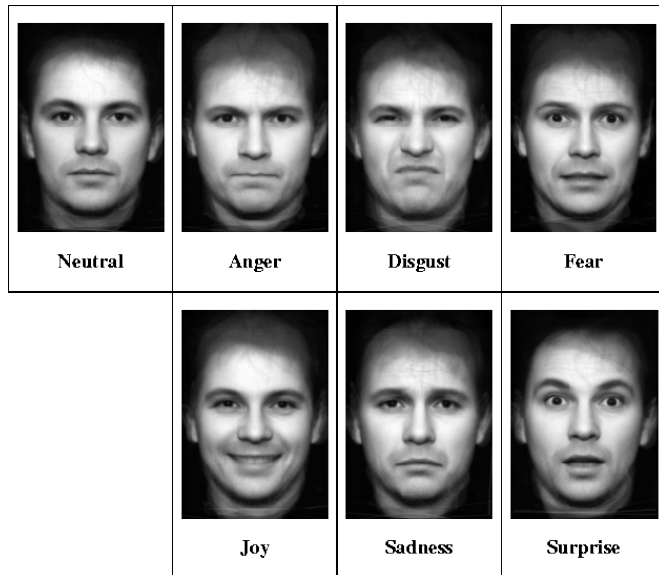 Neutral
Anger
Disgust
Fear
Joy
Sadness
Surprise